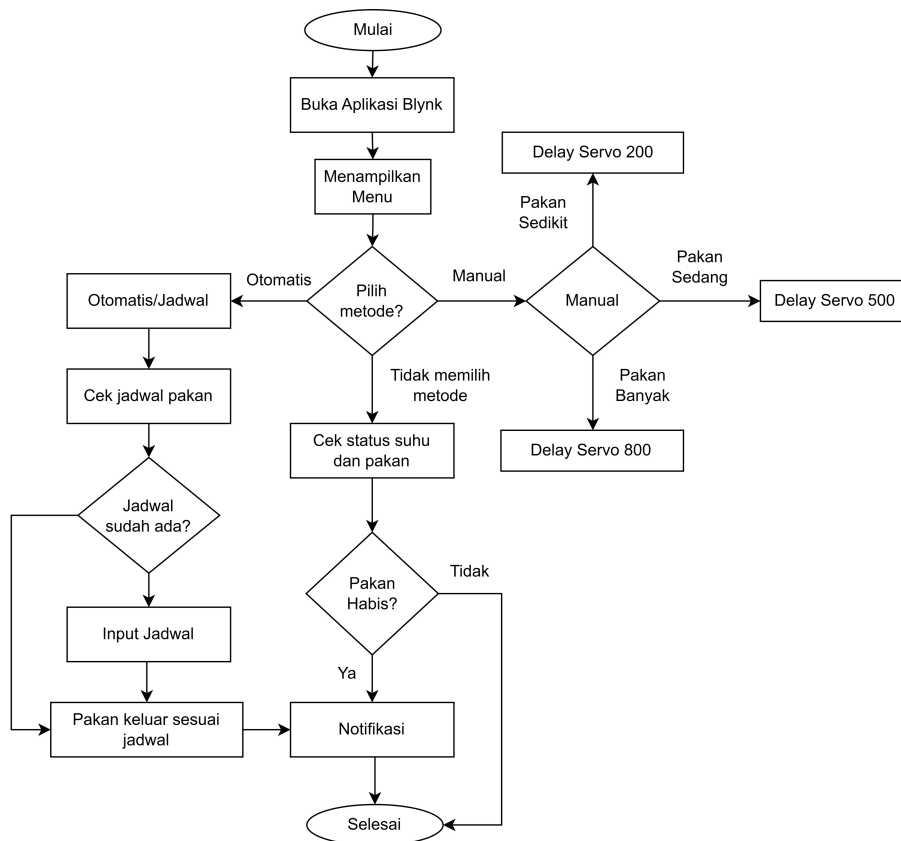 Mulai
Buka Aplikasi Blynk
Menampilkan
Menu
Pilih
metode?
Otomatis
Manual
Tidak memilih
metode
Otomatis/Jadwal
Cek jadwal pakan
Jadwal
sudah ada?
Input Jadwal
Pakan keluar sesuai
jadwal
Cek status suhu
dan pakan
Pakan
Habis?
Tidak
Ya
Notifikasi
Selesai
Manual
Pakan
Sedikit
Delay Servo 200
Pakan
Sedang
Delay Servo 500
Pakan
Banyak
Delay Servo 800